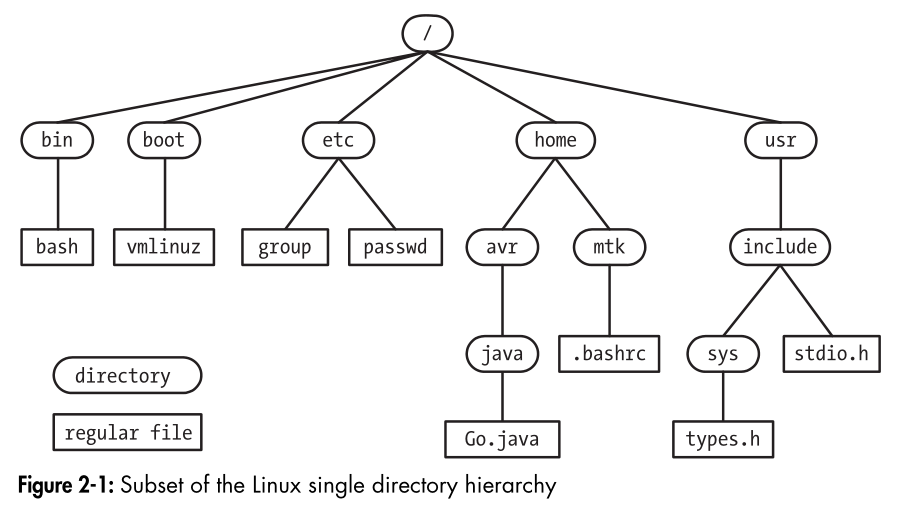 /
bin boot etc home usr
bash vmlinuz group passwd avr mtk include
java .bashrc sys stdio.h
directory
Go.java types.h
regular file
Figure 2-1: Subset of the Linux single directory hierarchy